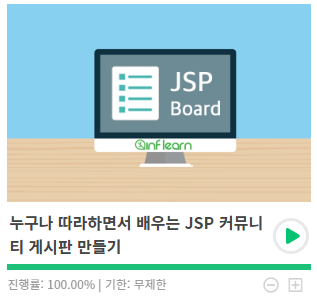 JSP
Board
inflearn
누구나 따라하면서 배우는 JSP 커뮤니
티 게시판 만들기
진행률: 100.00% | 기한: 무제한